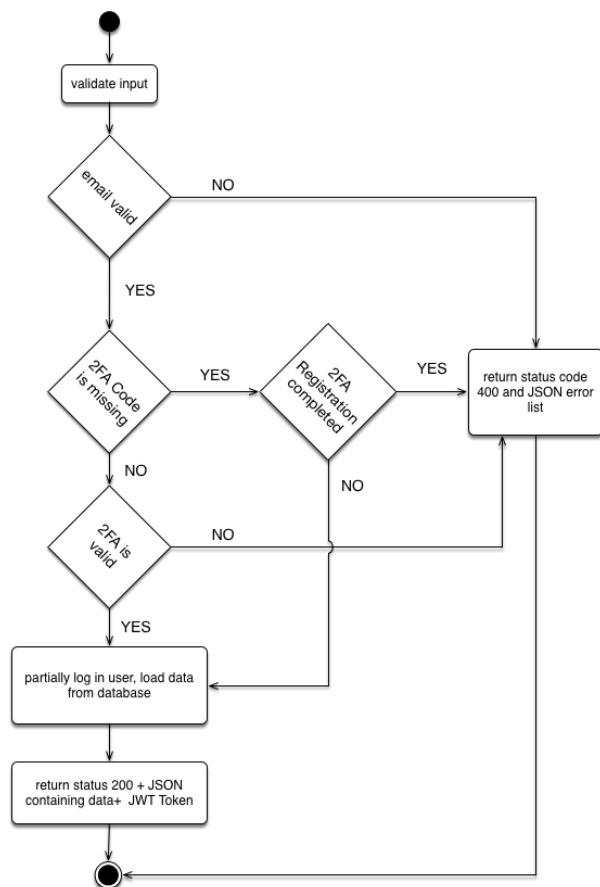 validate input
email valid
NO
YES
2FA Code
is missing
YES
2FA
Registration
completed
YES
return status code
400 and JSON error
list
NO
NO
2FA is
valid
NO
YES
partially log in user, load data
from database
return status 200 + JSON
containing data+  JWT Token